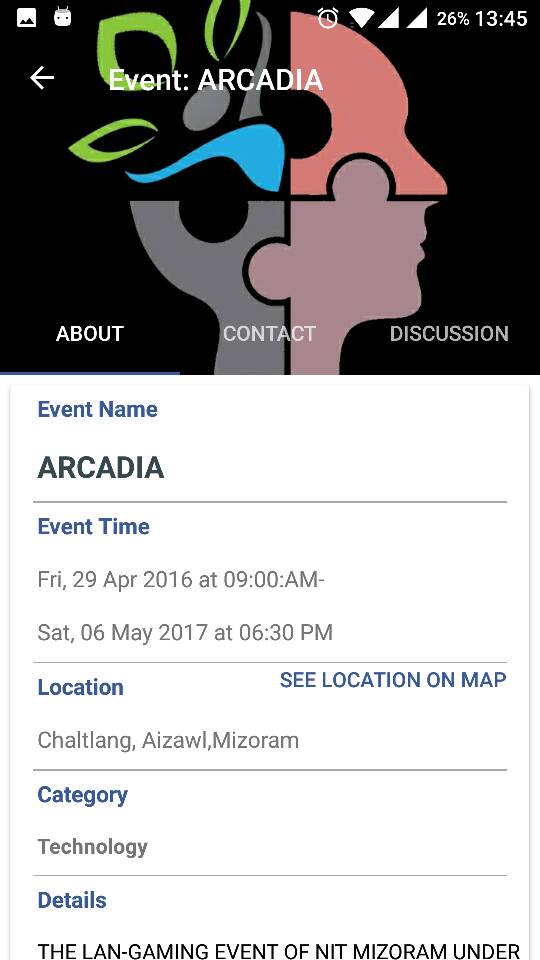 26% 13:45
Event: ARCADIA
ABOUT CONTACT DISCUSSION
Event Name
ARCADIA
Event Time
Fri, 29 Apr 2016 at 09:00:AM-
Sat, 06 May 2017 at 06:30 PM
Location SEE LOCATION ON MAP
Chaltlang, Aizawl,Mizoram
Category
Technology
Details
THE LAN-GAMING EVENT OF NIT MIZORAM UNDER